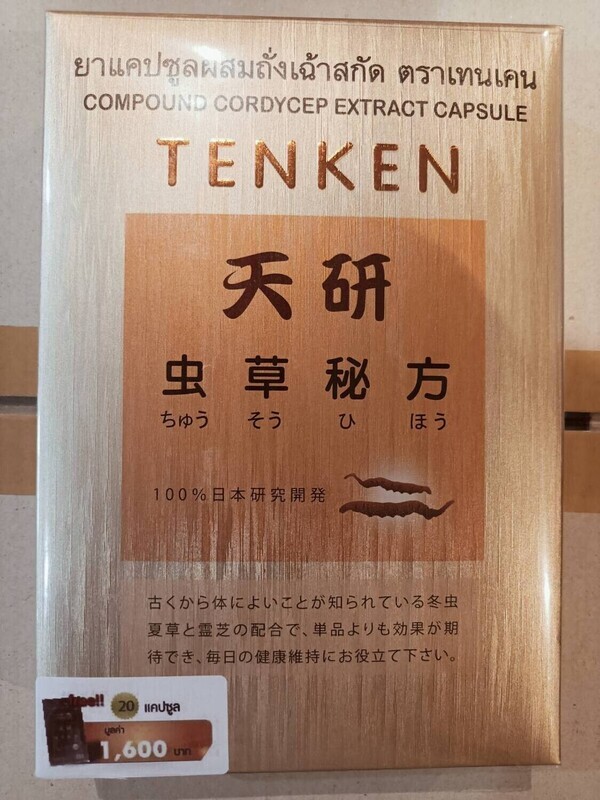 ยาแคปซูลผสมถั่งเฉ้าสกัด ตราเทนเคน
COMPOUND CORDYCEP EXTRACT CAPSULE
TENKEN
天研
虫草秘方
ちゅう そう ひ ほう
100%日本研究開発
古くから体によいことが知られている冬虫
夏草と霊芝の配合で、単品よりも効果が期
待でき、毎日の健康維持にお役立て下さい。
20 แคปซูล
มูลค่า
1,600 บาท